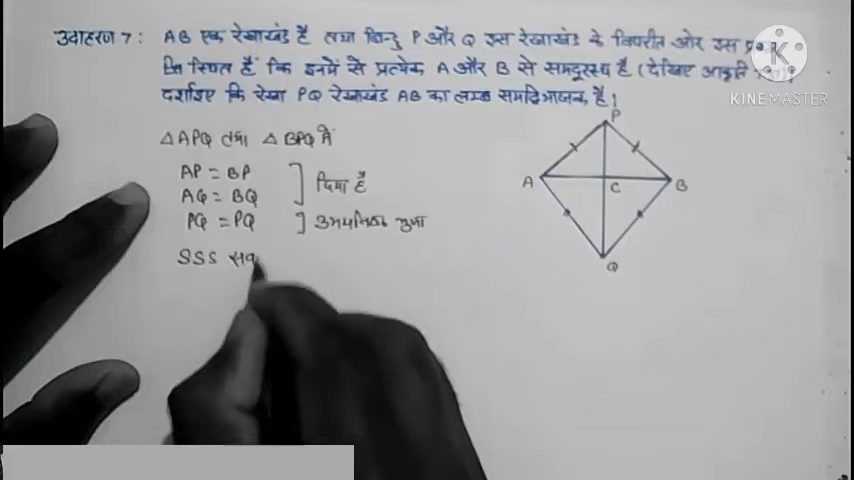 उदाहरण 7 : AB एक रेखाखंड है तथा बिन्दु P और Q इस रेखाखंड के विपरीत ओर इस
स्थित है कि इनमें से प्रत्येक A और B से समदूरस्थ है (देखिए आकृति
दर्शाइए कि रेखा PQ रेखाखंड AB का लम्ब समद्विभाजक है।
K
KINEMASTER
△ APQ तथा △ BPQ में
AP = BP
AQ = BQ ] दिया है
PQ = PQ ] उभयनिष्ठ भुजा
SSS सव
P
A C B
Q